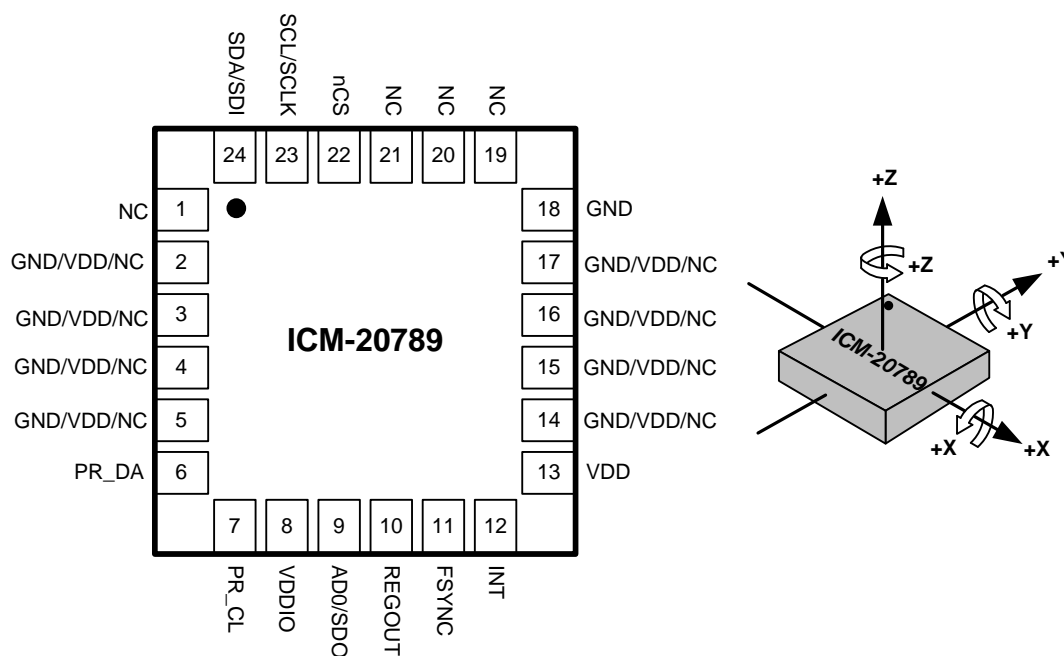 SDA/SDI
SCL/SCLK
nCS
NC
NC
NC
24
23
22
21
20
19
NC 1
GND/VDD/NC 2
GND/VDD/NC 3
GND/VDD/NC 4
GND/VDD/NC 5
PR_DA 6
ICM-20789
18 GND
17 GND/VDD/NC
16 GND/VDD/NC
15 GND/VDD/NC
14 GND/VDD/NC
13 VDD
7
8
9
10
11
12
PR_CL
VDDIO
AD0/SDO
REGOUT
FSYNC
INT
+Z
+Z
+Y
+Y
ICM-20789
+X
+X